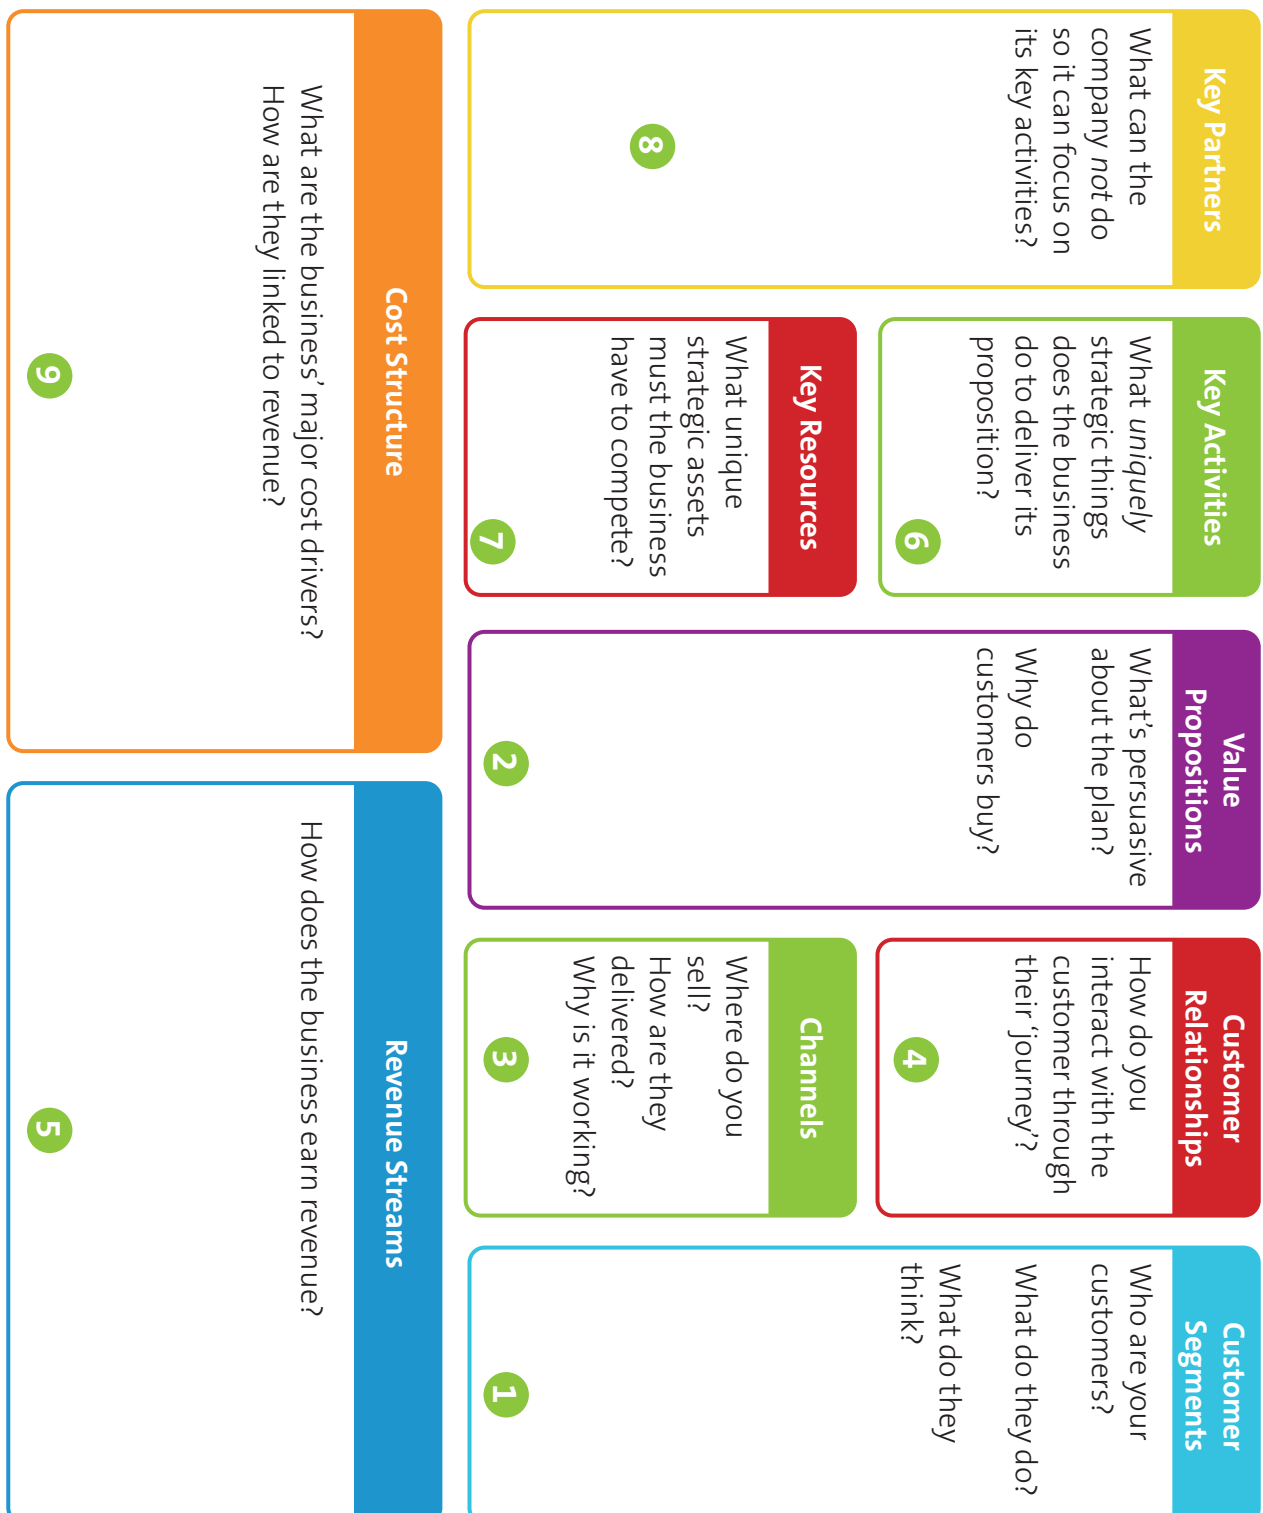 Key Partners
What can the
company not do
so it can focus on
its key activities?
8
Key Activities
What uniquely
strategic things
does the business
do to deliver its
proposition?
6
Key Resources
What unique
strategic assets
must the business
have to compete?
7
Value
Propositions
What’s persuasive
about the plan?
Why do
customers buy?
2
Customer
Relationships
How do you
interact with the
customer through
their ‘journey’?
4
Channels
Where do you
sell?
How are they
delivered?
Why is it working?
3
Customer
Segments
Who are your
customers?
What do they do?
What do they
think?
1
Cost Structure
What are the business’ major cost drivers?
How are they linked to revenue?
9
Revenue Streams
How does the business earn revenue?
5